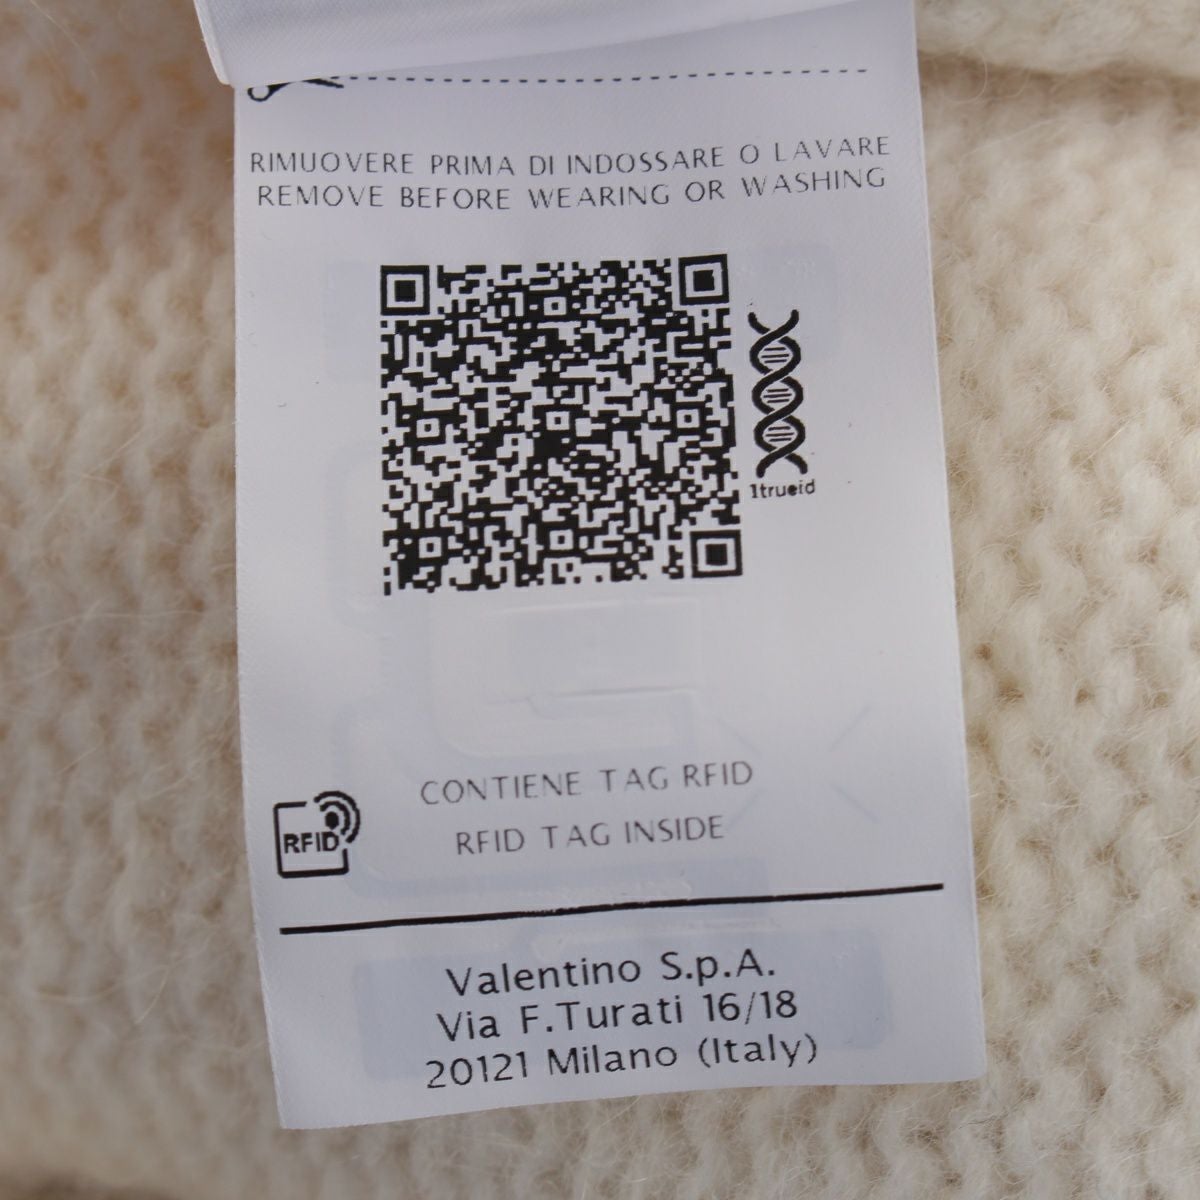 RIMUOVERE PRIMA DI INDOSSARE O LAVARE
REMOVE BEFORE WEARING OR WASHING
1trueid
CONTIENE TAG RFID
RFID TAG INSIDE
RFID
Valentino S.p.A.
Via F.Turati 16/18
20121 Milano (Italy)